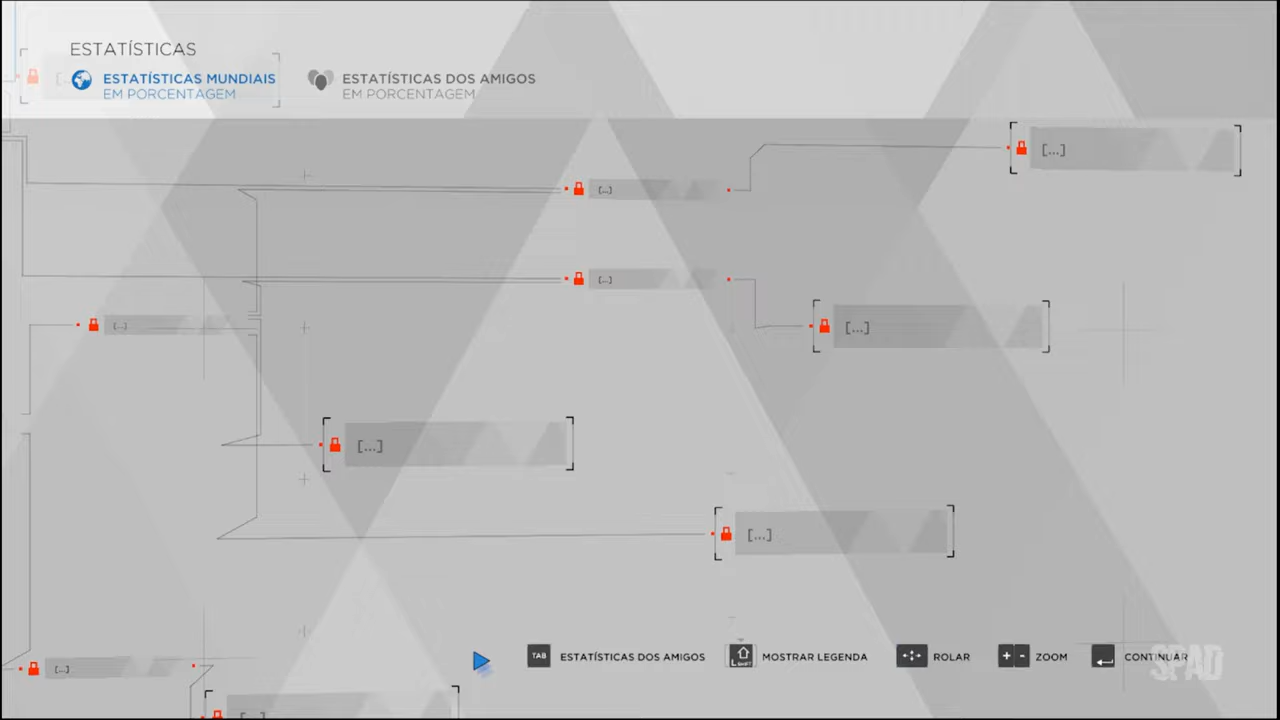 ESTATÍSTICAS
[...]
ESTATÍSTICAS MUNDIAIS
EM PORCENTAGEM
ESTATÍSTICAS DOS AMIGOS
EM PORCENTAGEM
[...]
[...]
[...]
[...]
[...]
[...]
[...]
[...]
[...]
TAB ESTATÍSTICAS DOS AMIGOS
L SHIFT MOSTRAR LEGENDA
ROLAR
+ - ZOOM
CONTINUAR
SPAD